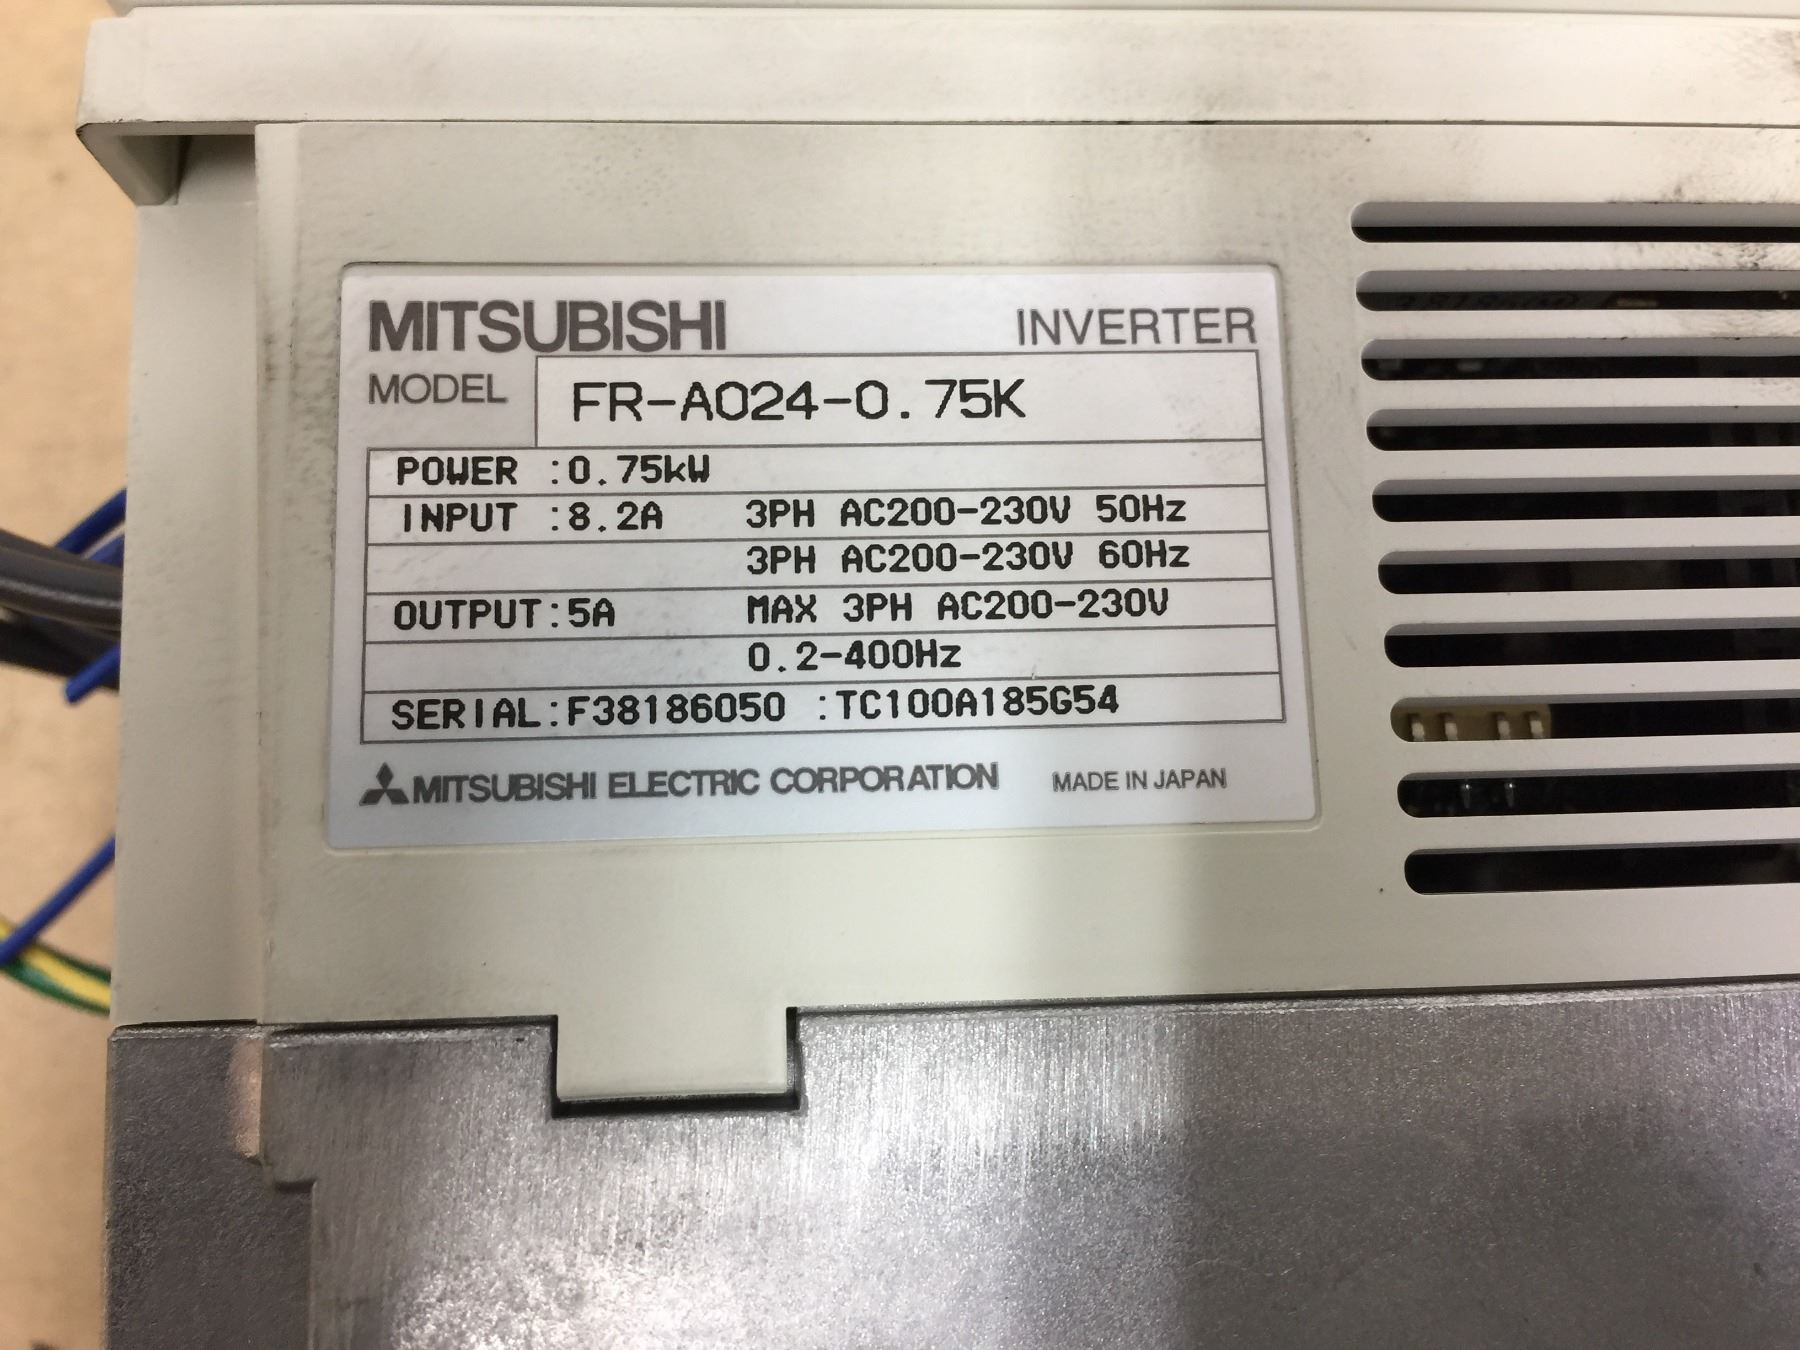 MITSUBISHI INVERTER
MODEL FR-A024-0.75K
POWER :0.75kW
INPUT :8.2A 3PH AC200-230V 50Hz
3PH AC200-230V 60Hz
OUTPUT:5A MAX 3PH AC200-230V
0.2-400Hz
SERIAL:F38186050 :TC100A185G54
MITSUBISHI ELECTRIC CORPORATION MADE IN JAPAN